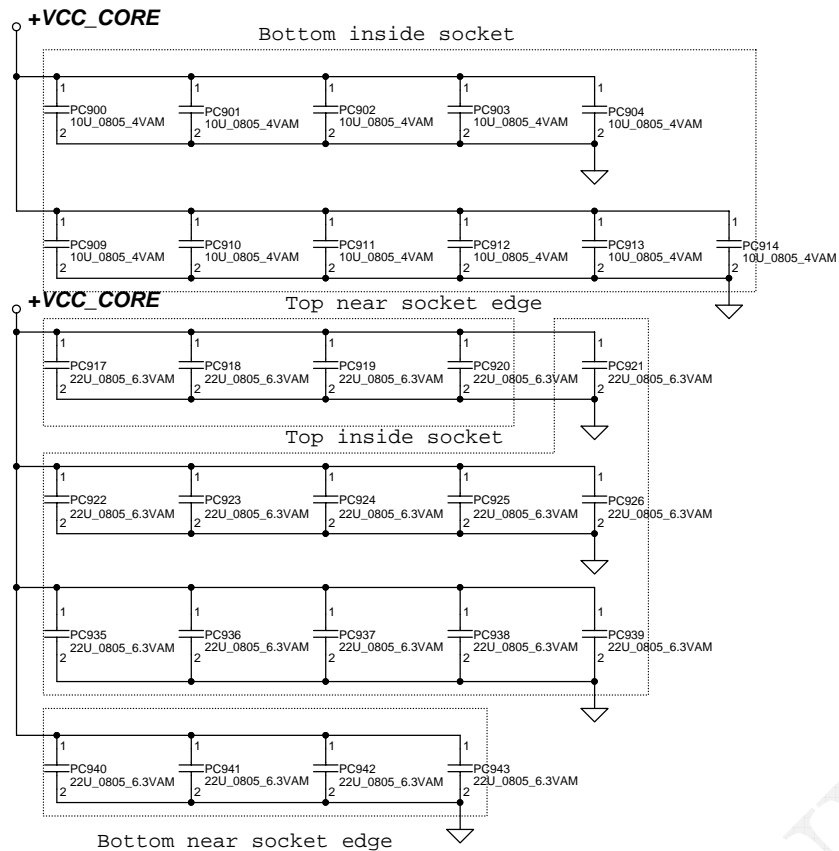 +VCC_CORE
Bottom inside socket
1 1 1 1 1
PC900 PC901 PC902 PC903 PC904
10U_0805_4VAM 10U_0805_4VAM 10U_0805_4VAM 10U_0805_4VAM 10U_0805_4VAM
2 2 2 2 2
1 1 1 1 1 1
PC909 PC910 PC911 PC912 PC913 PC914
10U_0805_4VAM 10U_0805_4VAM 10U_0805_4VAM 10U_0805_4VAM 10U_0805_4VAM 10U_0805_4VAM
2 2 2 2 2 2
+VCC_CORE
Top near socket edge
1 1 1 1 1
PC917 PC918 PC919 PC920 PC921
22U_0805_6.3VAM 22U_0805_6.3VAM 22U_0805_6.3VAM 22U_0805_6.3VAM 22U_0805_6.3VAM
2 2 2 2 2
Top inside socket
1 1 1 1 1
PC922 PC923 PC924 PC925 PC926
22U_0805_6.3VAM 22U_0805_6.3VAM 22U_0805_6.3VAM 22U_0805_6.3VAM 22U_0805_6.3VAM
2 2 2 2 2
1 1 1 1 1
PC935 PC936 PC937 PC938 PC939
22U_0805_6.3VAM 22U_0805_6.3VAM 22U_0805_6.3VAM 22U_0805_6.3VAM 22U_0805_6.3VAM
2 2 2 2 2
1 1 1 1
PC940 PC941 PC942 PC943
22U_0805_6.3VAM 22U_0805_6.3VAM 22U_0805_6.3VAM 22U_0805_6.3VAM
2 2 2 2
Bottom near socket edge